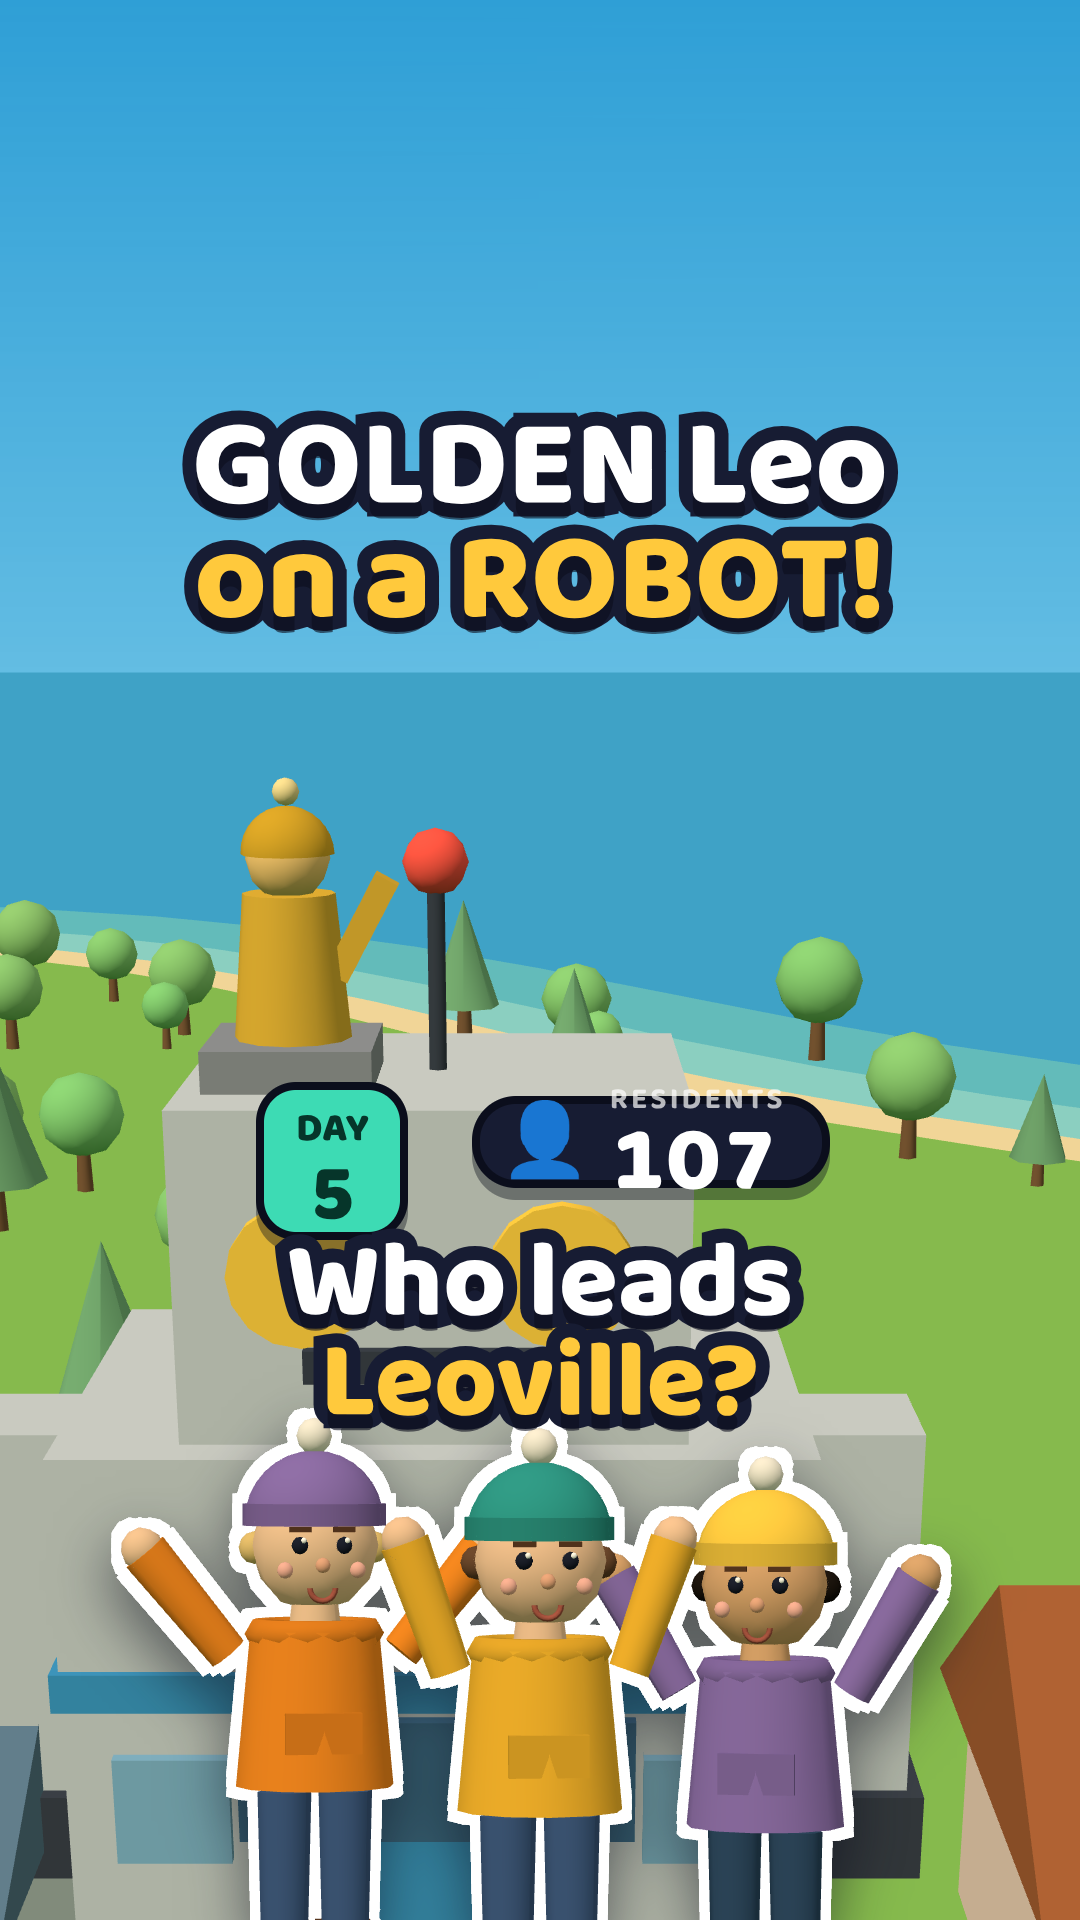 GOLDEN Leo
on a ROBOT!
DAY
5
RESIDENTS
107
Who leads
Leoville?